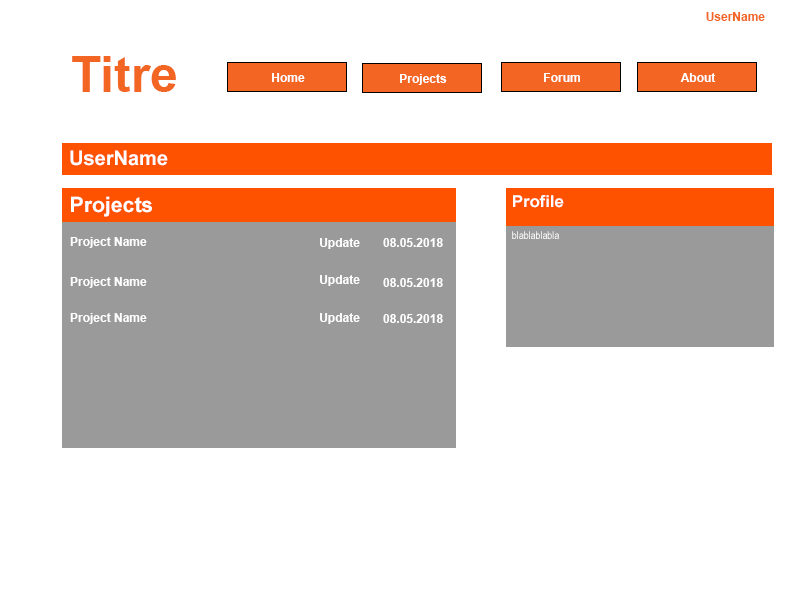 UserName
Titre
Home Projects Forum About
UserName
Projects
Project Name Update 08.05.2018
Project Name Update 08.05.2018
Project Name Update 08.05.2018
Profile
blablablabla